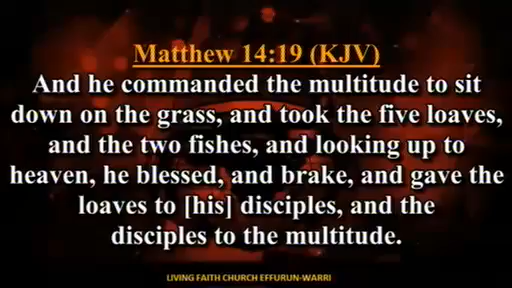 Matthew 14:19 (KJV)
And he commanded the multitude to sit
down on the grass, and took the five loaves,
and the two fishes, and looking up to
heaven, he blessed, and brake, and gave the
loaves to [his] disciples, and the
disciples to the multitude.
LIVING FAITH CHURCH EFFURUN-WARRI